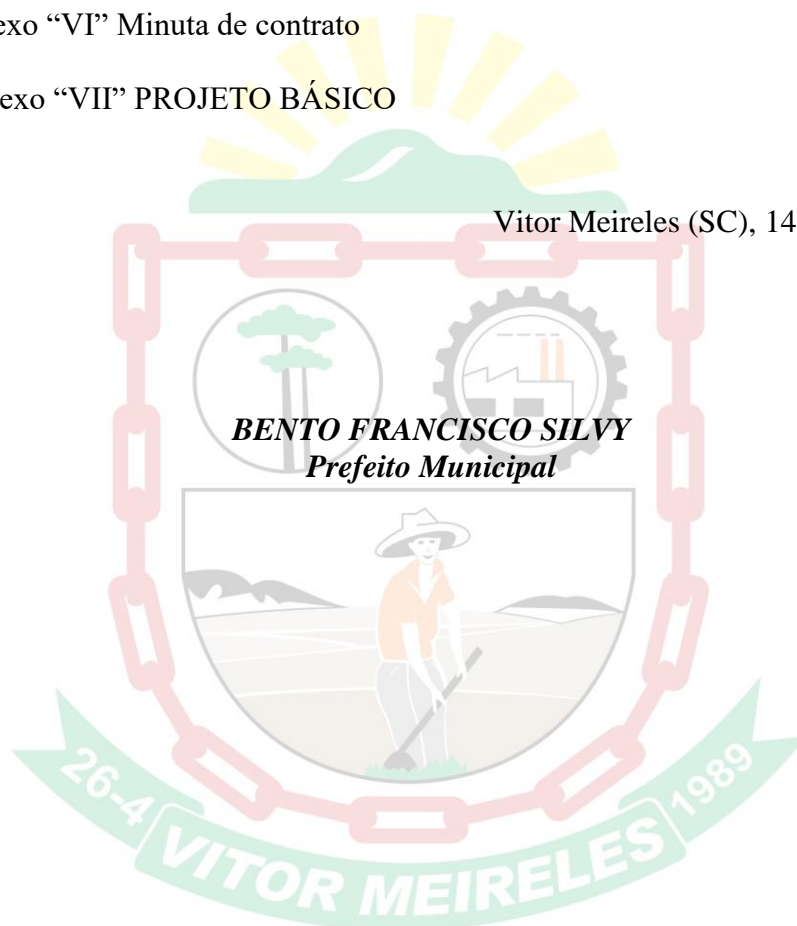 exo “VI” Minuta de contrato
exo “VII” PROJETO BÁSICO
Vitor Meireles (SC), 14
BENTO FRANCISCO SILVY
Prefeito Municipal
26-4 VITOR MEIRELES 1989